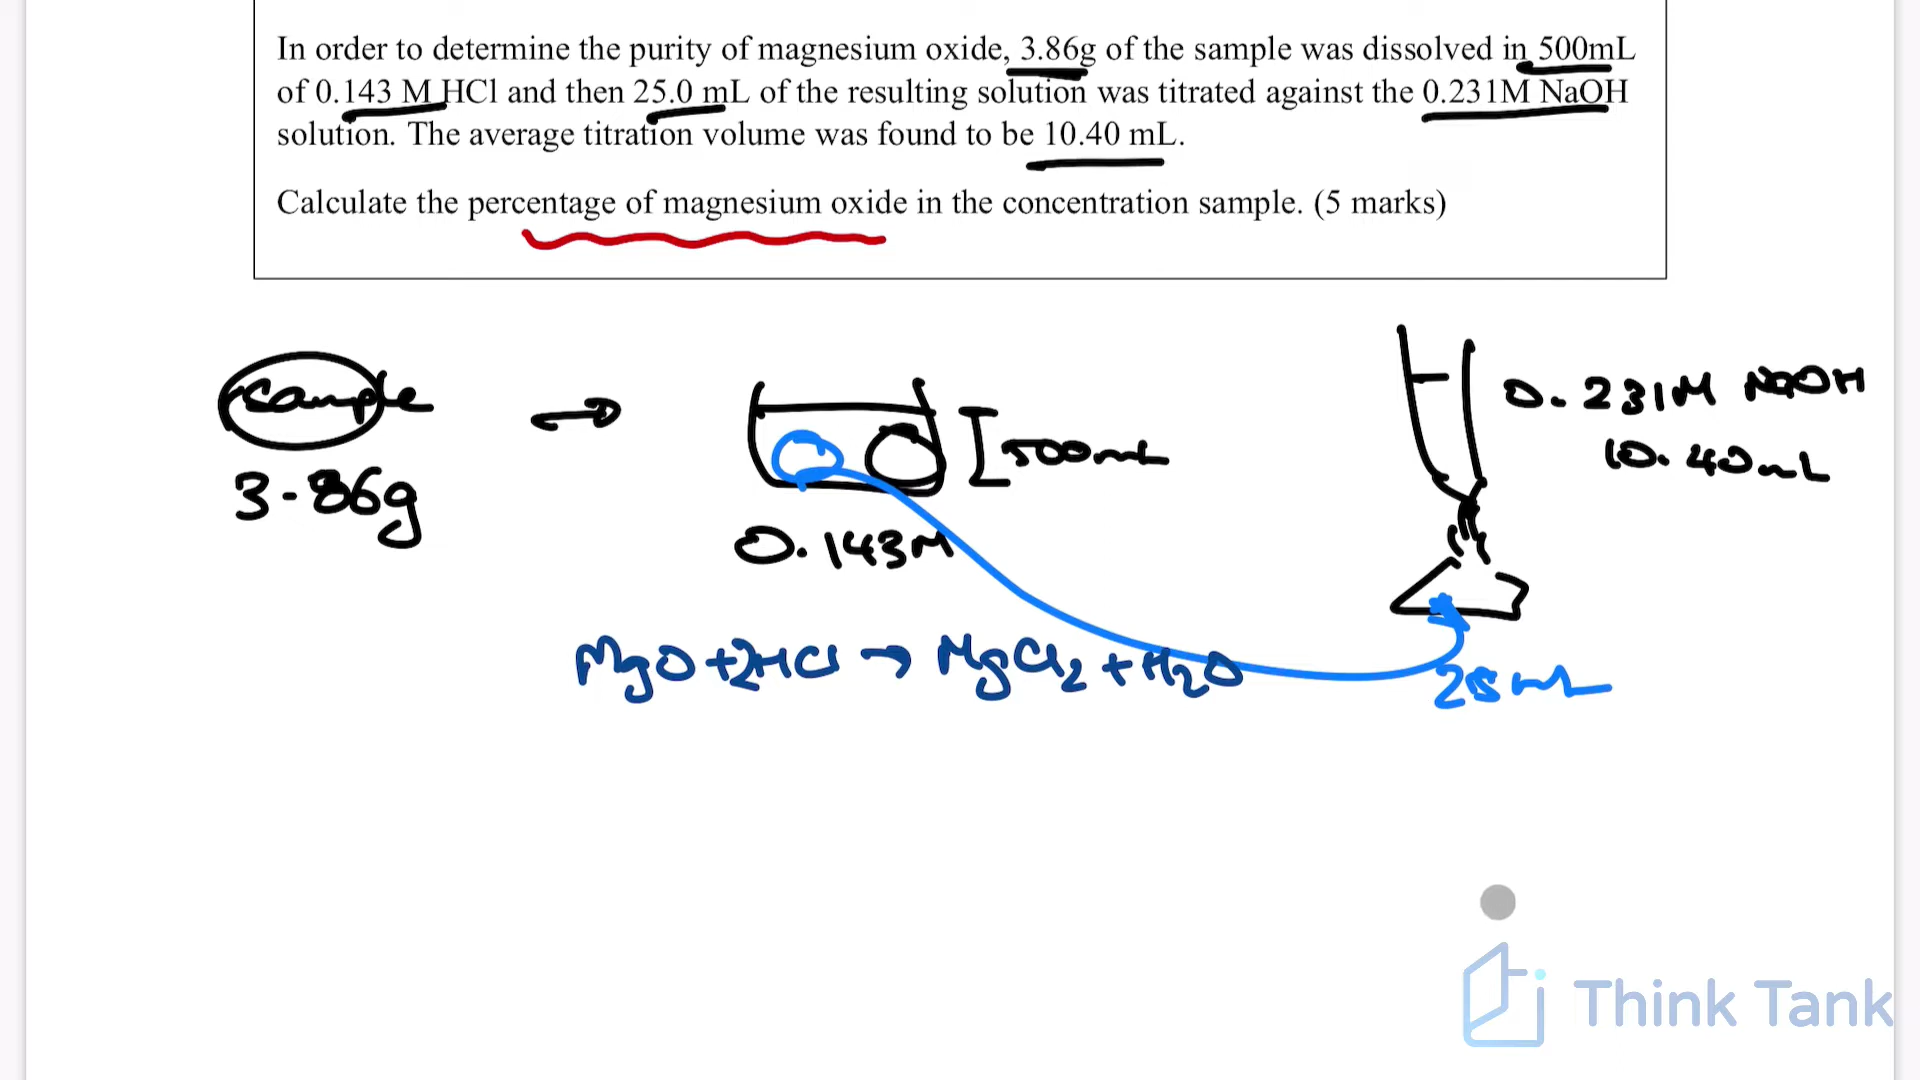 In order to determine the purity of magnesium oxide, 3.86g of the sample was dissolved in 500mL
of 0.143 M HCl and then 25.0 mL of the resulting solution was titrated against the 0.231M NaOH
solution. The average titration volume was found to be 10.40 mL.
Calculate the percentage of magnesium oxide in the concentration sample. (5 marks)
sample
3.86g
500mL
0.143M
0.231M NaOH
10.40mL
MgO+2HCl → MgCl₂ + H₂O
25mL
Think Tank